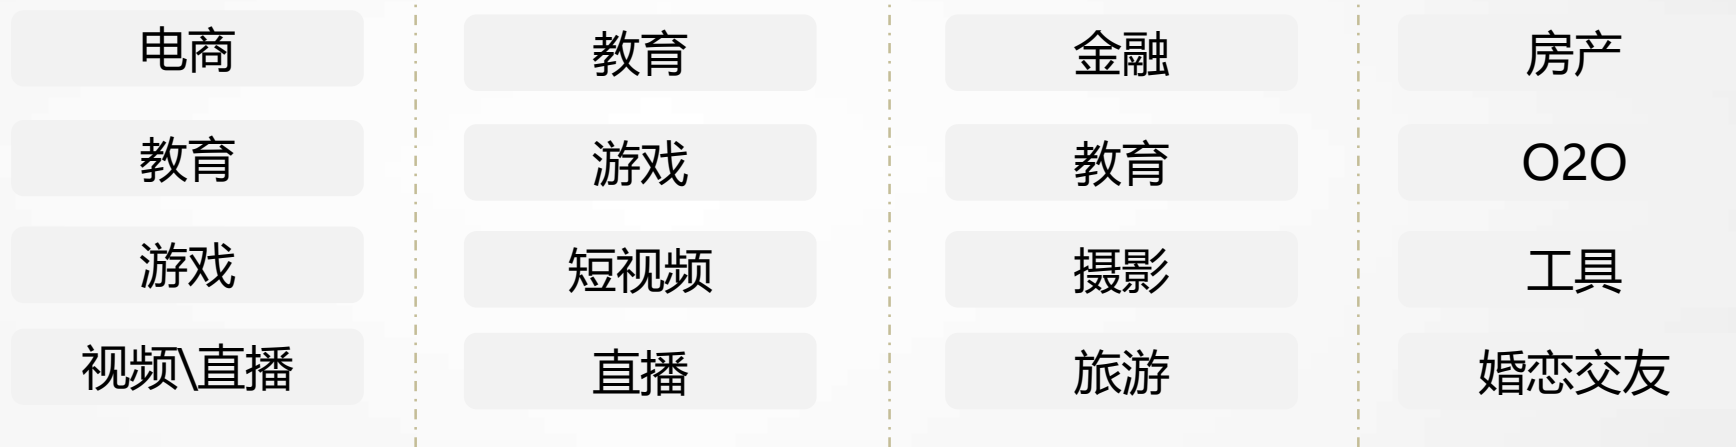 电商
教育
游戏
视频\直播
教育
游戏
短视频
直播
金融
教育
摄影
旅游
房产
O2O
工具
婚恋交友